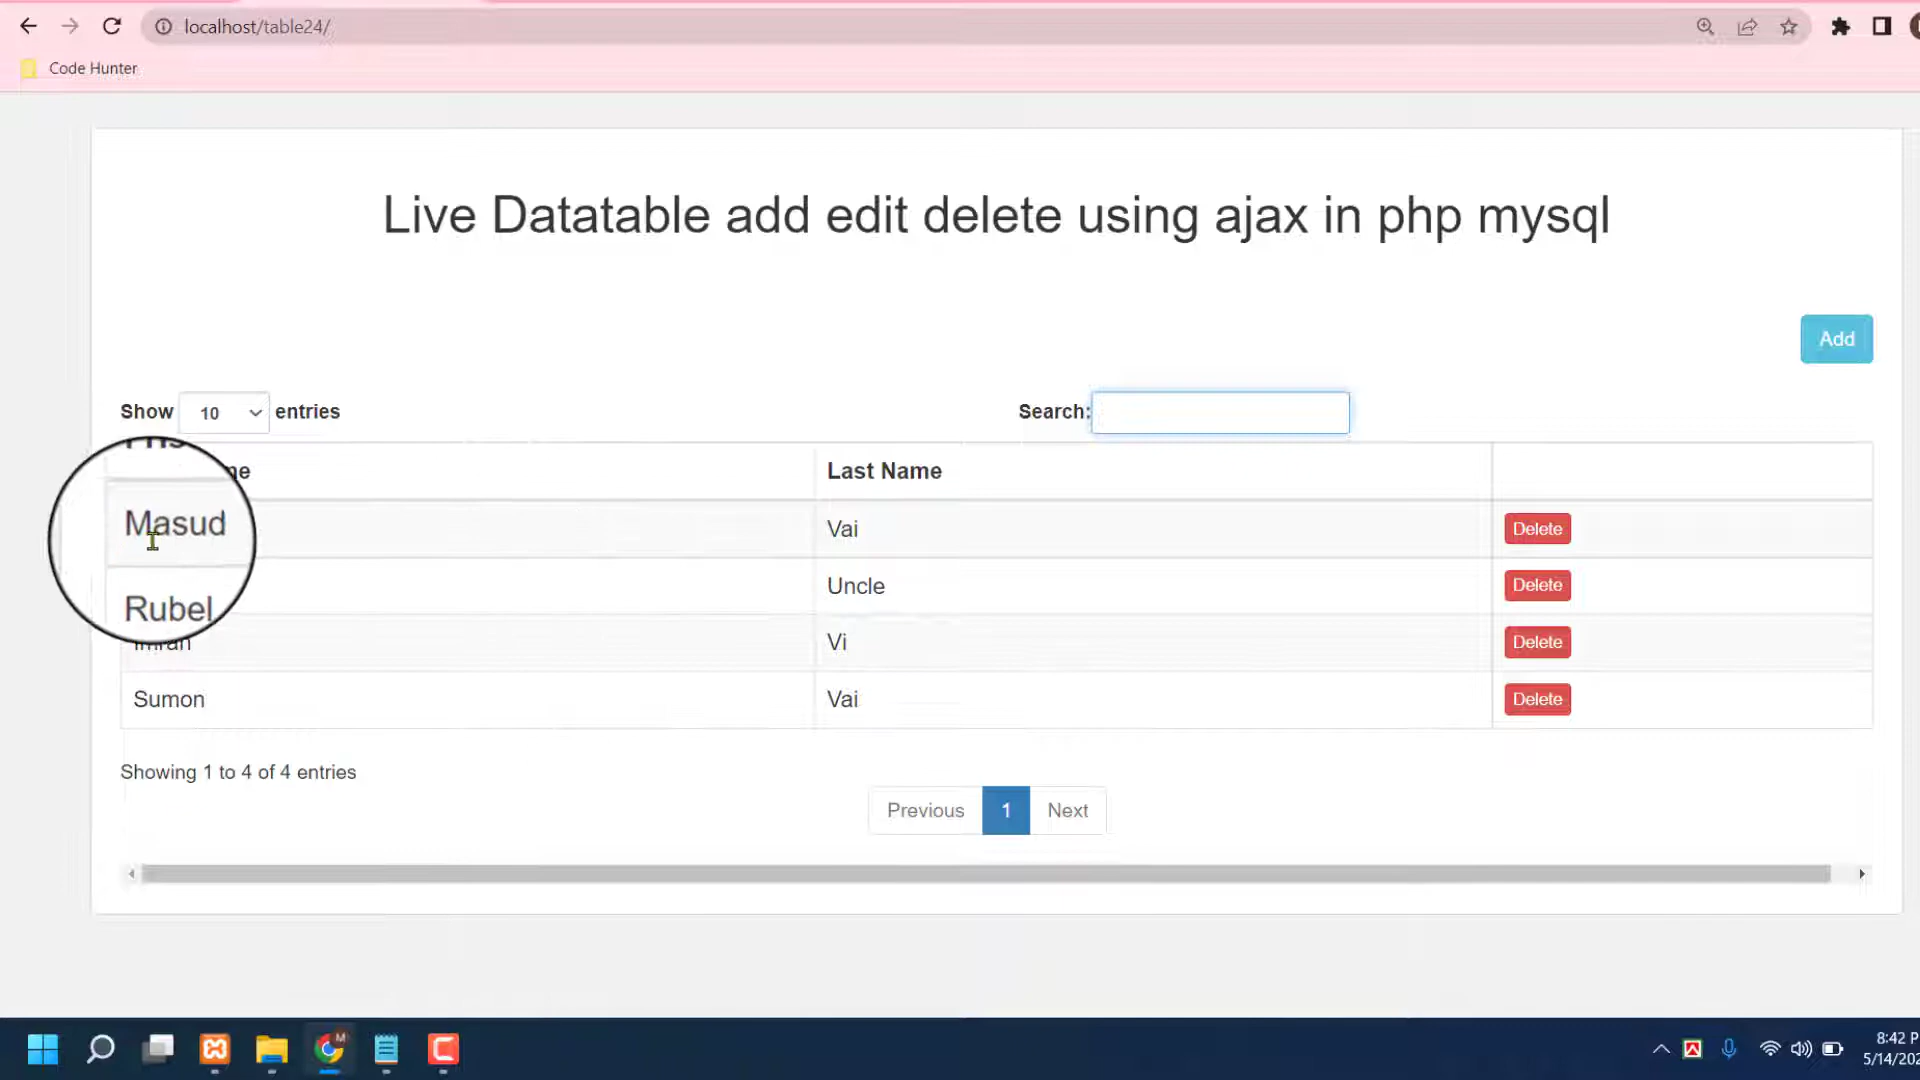 localhost/table24/
Code Hunter
Live Datatable add edit delete using ajax in php mysql
Add
Show 10 entries
Search:
Last Name
Masud
Vai
Delete
Rubel
Uncle
Delete
Imran
Vi
Delete
Sumon
Vai
Delete
Showing 1 to 4 of 4 entries
Previous 1 Next
8:42 P
5/14/202